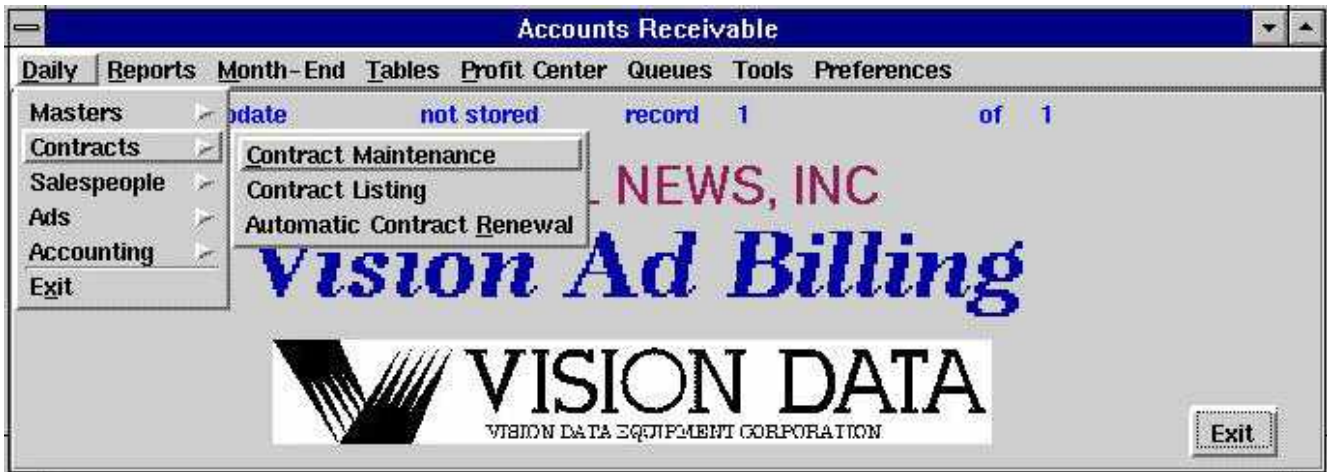 Accounts Receivable
Daily Reports Month-End Tables Profit Center Queues Tools Preferences
Masters
Contracts
Salespeople
Ads
Accounting
Exit
not stored record 1 of 1
Contract Maintenance
Contract Listing
Automatic Contract Renewal
NEWS, INC
Vision Ad Billing
VISION DATA
VISION DATA EQUIPMENT CORPORATION
Exit